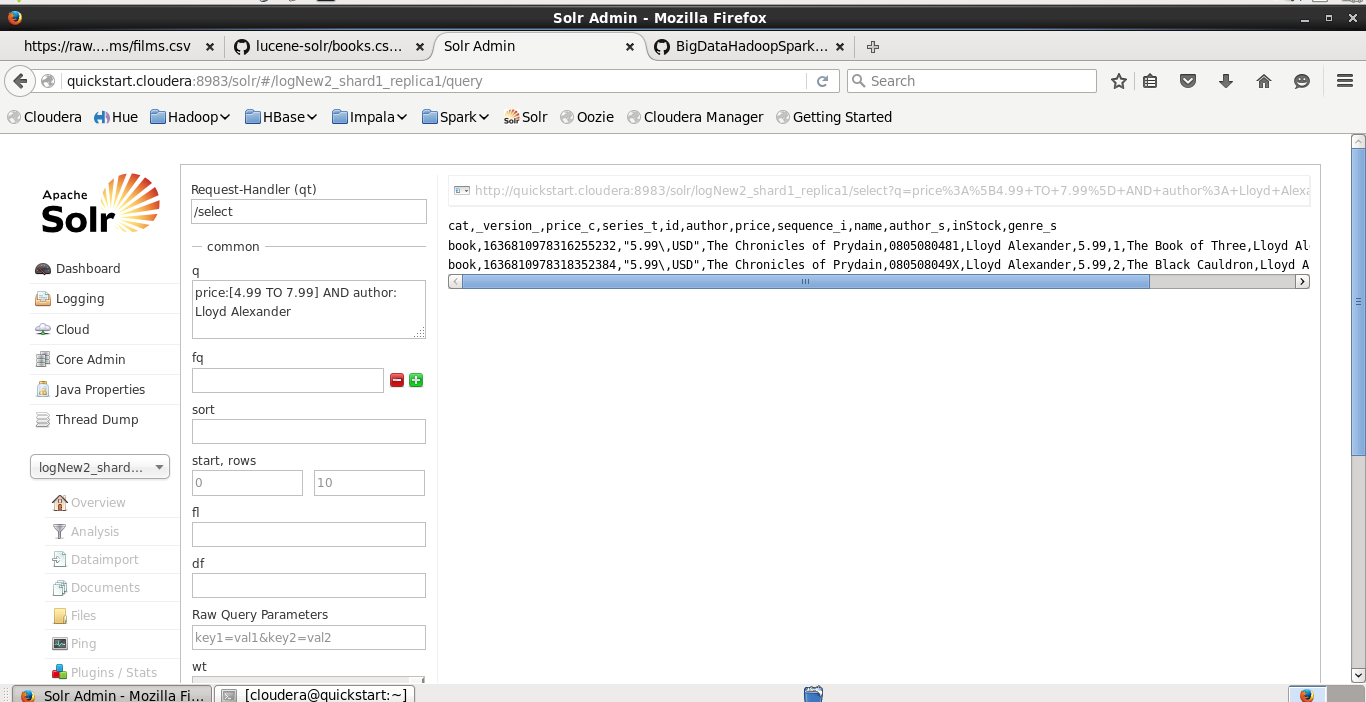 Solr Admin - Mozilla Firefox
https://raw....ms/films.csv
lucene-solr/books.cs...
Solr Admin
BigDataHadoopSpark...
quickstart.cloudera:8983/solr/#/logNew2_shard1_replica1/query
Search
Cloudera
Hue
Hadoop
HBase
Impala
Spark
Solr
Oozie
Cloudera Manager
Getting Started
Apache
Solr
Dashboard
Logging
Cloud
Core Admin
Java Properties
Thread Dump
logNew2_shard...
Overview
Analysis
Dataimport
Documents
Files
Ping
Plugins / Stats
Request-Handler (qt)
/select
common
q
price:[4.99 TO 7.99] AND author:
Lloyd Alexander
fq
sort
start, rows
0
10
fl
df
Raw Query Parameters
key1=val1&key2=val2
wt
http://quickstart.cloudera:8983/solr/logNew2_shard1_replica1/select?q=price%3A%5B4.99+TO+7.99%5D+AND+author%3A+Lloyd+Alexa
cat,_version_,price_c,series_t,id,author,price,sequence_i,name,author_s,inStock,genre_s
book,1636810978316255232,"5.99\,USD",The Chronicles of Prydain,0805080481,Lloyd Alexander,5.99,1,The Book of Three,Lloyd Al
book,1636810978318352384,"5.99\,USD",The Chronicles of Prydain,080508049X,Lloyd Alexander,5.99,2,The Black Cauldron,Lloyd A
Solr Admin - Mozilla Fi...
[cloudera@quickstart:~]